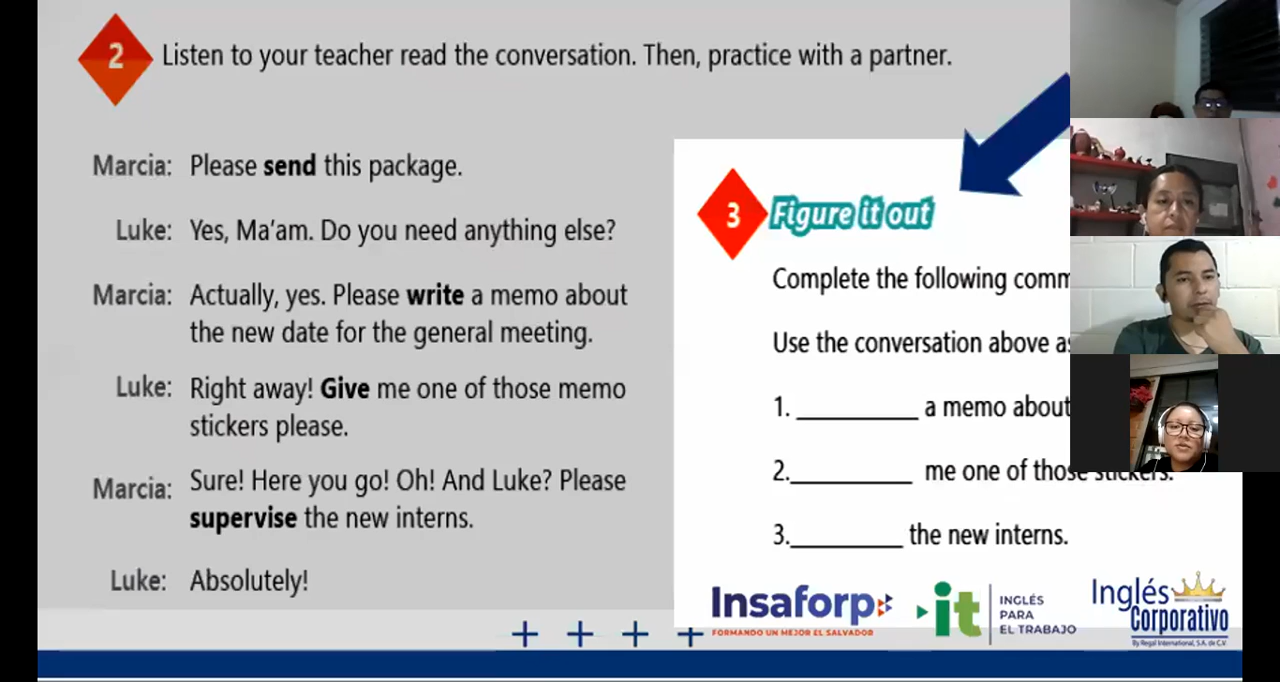 2 Listen to your teacher read the conversation. Then, practice with a partner.
Marcia: Please send this package.
Luke: Yes, Ma'am. Do you need anything else?
Marcia: Actually, yes. Please write a memo about
the new date for the general meeting.
Luke: Right away! Give me one of those memo
stickers please.
Marcia: Sure! Here you go! Oh! And Luke? Please
supervise the new interns.
Luke: Absolutely!
3 Figure it out
Complete the following
Use the conversation above
1. __________ a memo about
2.__________ me one of those stickers.
3.__________ the new interns.
Insaforp
FORMANDO UN MEJOR EL SALVADOR
it
INGLÉS
PARA
EL TRABAJO
Inglés
Corporativo
By Regal International, S.A. de C.V.